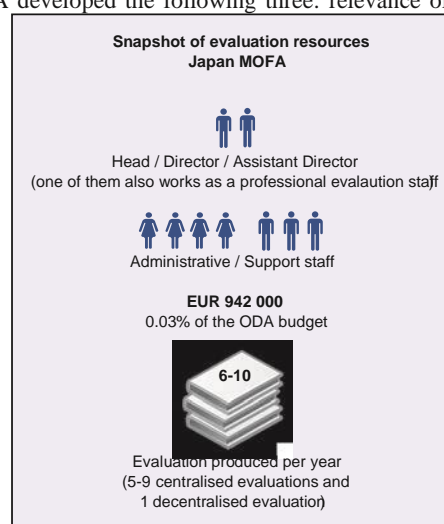 A developed the following three: relevance of
Snapshot of evaluation resources
Japan MOFA
Head / Director / Assistant Director
(one of them also works as a professional evalaution staff
Administrative / Support staff
EUR 942 000
0.03% of the ODA budget
6-10
Evaluation produced per year
(5-9 centralised evaluations and
1 decentralised evaluation)